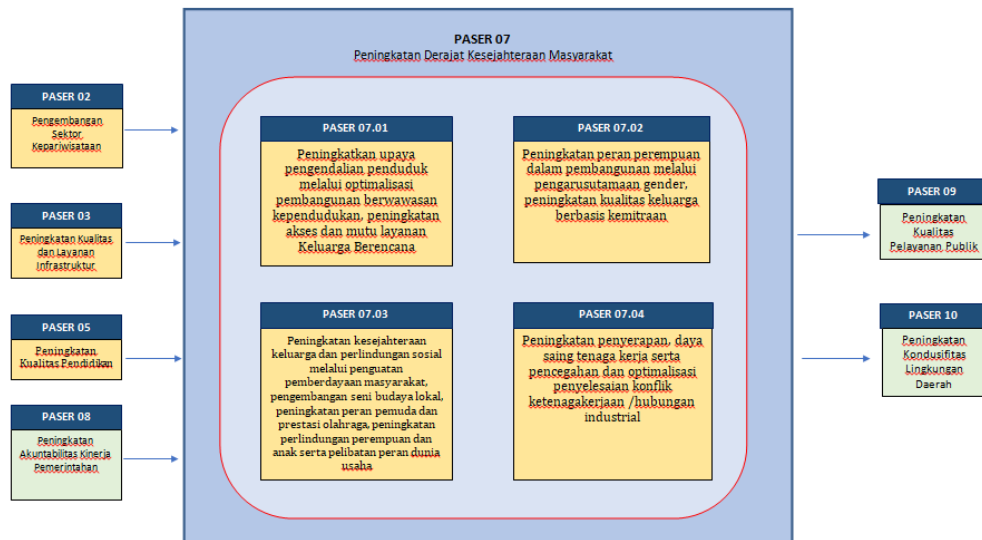 PASER 07
Peningkatan Derajat Kesejahteraan Masyarakat
PASER 02
Pengembangan
Sektor
Kepariwisataan
PASER 03
Peningkatan Kualitas
dan Layanan
Infrastruktur
PASER 05
Peningkatan
Kualitas Pendidikan
PASER 08
Peningkatan
Akuntabilitas Kinerja
Pemerintahan
PASER 07.01
Peningkatkan upaya
pengendalian penduduk
melalui optimalisasi
pembangunan berwawasan
kependudukan, peningkatan
akses dan mutu layanan
Keluarga Berencana
PASER 07.02
Peningkatan peran perempuan
dalam pembangunan melalui
pengarusutamaan gender,
peningkatan kualitas keluarga
berbasis kemitraan
PASER 07.03
Peningkatan kesejahteraan
keluarga dan perlindungan sosial
melalui penguatan
pemberdayaan masyarakat,
pengembangan seni budaya lokal,
peningkatan peran pemuda dan
prestasi olahraga, peningkatan
perlindungan perempuan dan
anak serta pelibatan peran dunia
usaha
PASER 07.04
Peningkatan penyerapan, daya
saing tenaga kerja serta
pencegahan dan optimalisasi
penyelesaian konflik
ketenagakerjaan /hubungan
industrial
PASER 09
Peningkatan
Kualitas
Pelayanan Publik
PASER 10
Peningkatan
Kondusifitas
Lingkungan
Daerah